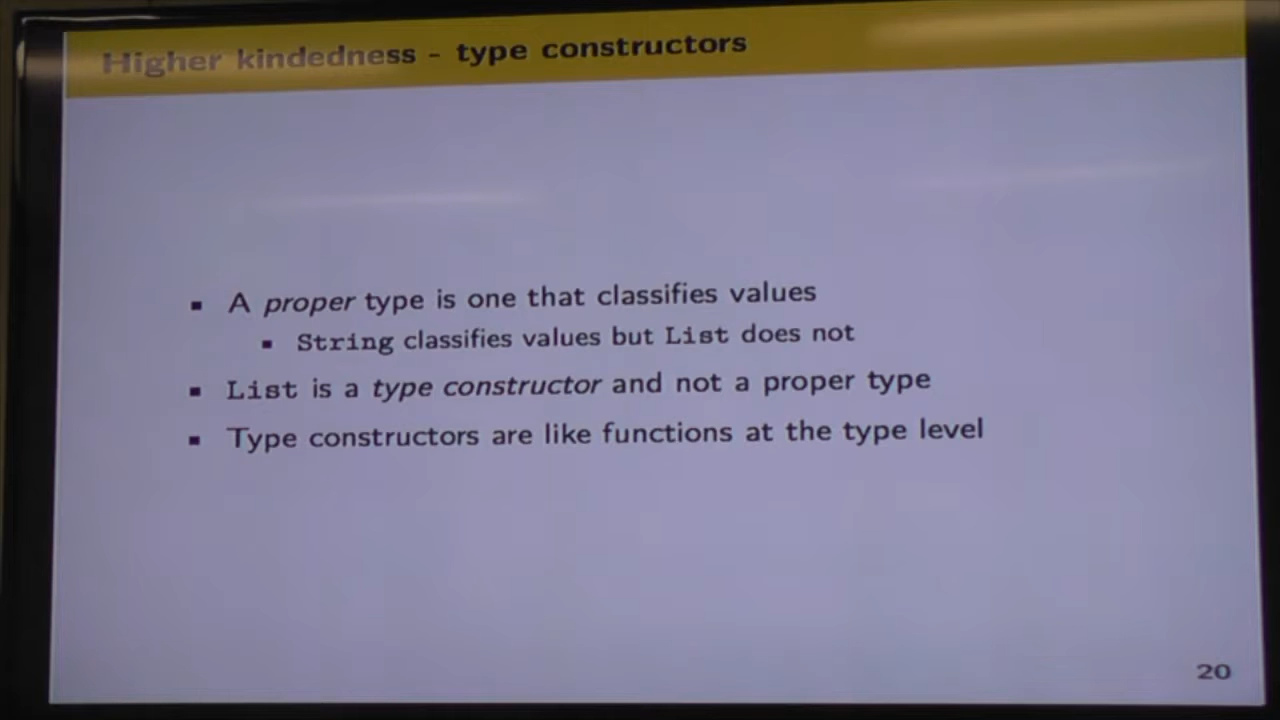 Higher kindedness - type constructors
▪ A proper type is one that classifies values
▪ String classifies values but List does not
▪ List is a type constructor and not a proper type
▪ Type constructors are like functions at the type level
20